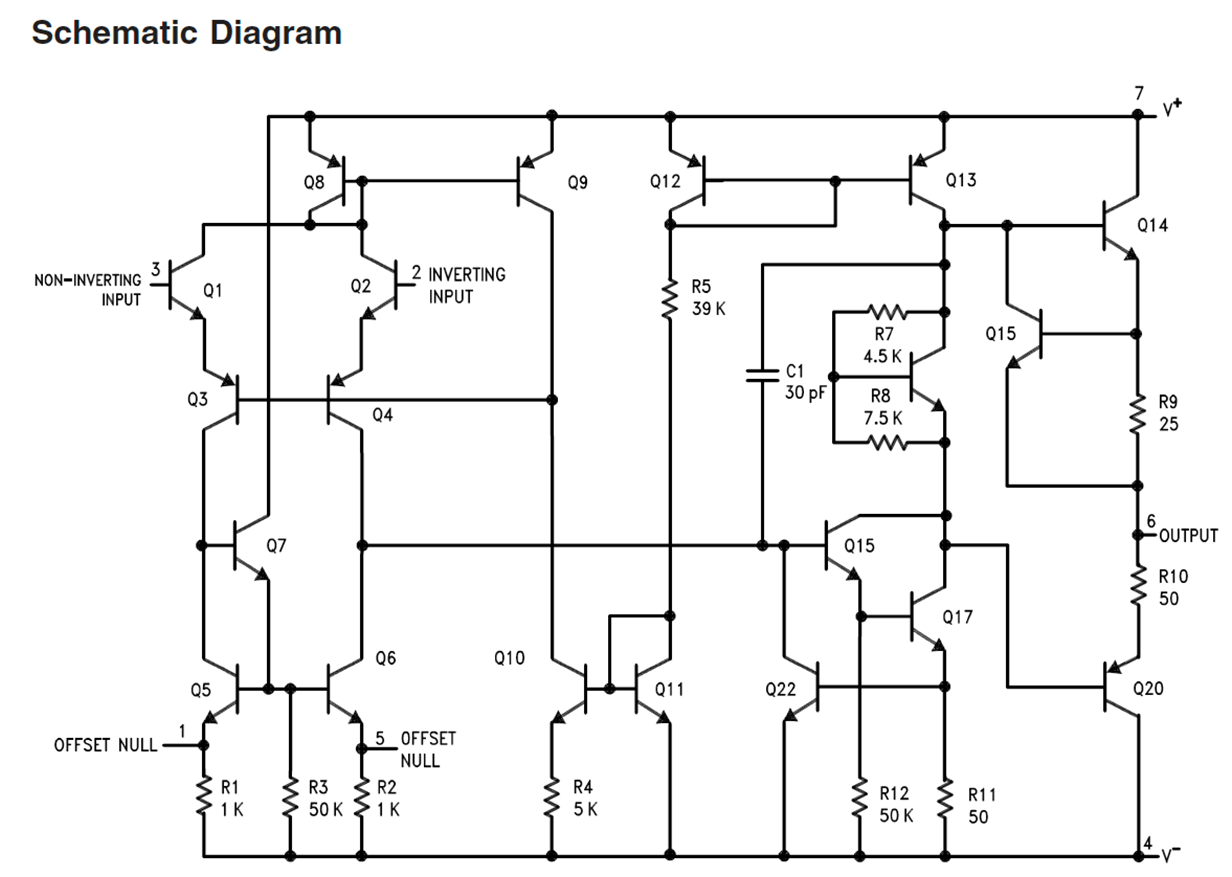 Schematic Diagram
7
V+
Q8
Q9
Q12
Q13
Q14
3
NON-INVERTING
INPUT
Q1
Q2
2 INVERTING
INPUT
R5
39 K
R7
4.5 K
Q15
C1
30 pF
R8
7.5 K
Q3
Q4
R9
25
Q7
Q15
6
OUTPUT
R10
50
Q17
Q5
Q6
Q10
Q11
Q22
Q20
1
OFFSET NULL
5 OFFSET
NULL
R1
1 K
R3
50 K
R2
1 K
R4
5 K
R12
50 K
R11
50
4
V−